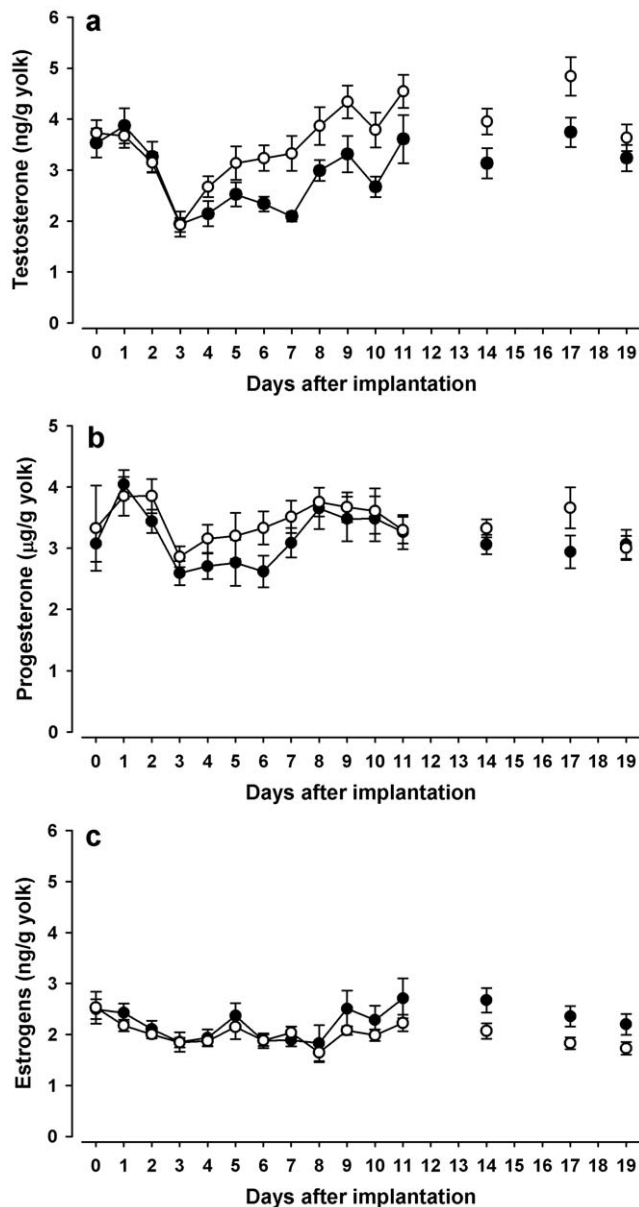 a
Testosterone (ng/g yolk)
6
5
4
3
2
1
0
0 1 2 3 4 5 6 7 8 9 10 11 12 13 14 15 16 17 18 19
Days after implantation
b
Progesterone (µg/g yolk)
5
4
3
2
1
0
0 1 2 3 4 5 6 7 8 9 10 11 12 13 14 15 16 17 18 19
Days after implantation
c
Estrogens (ng/g yolk)
6
5
4
3
2
1
0
0 1 2 3 4 5 6 7 8 9 10 11 12 13 14 15 16 17 18 19
Days after implantation